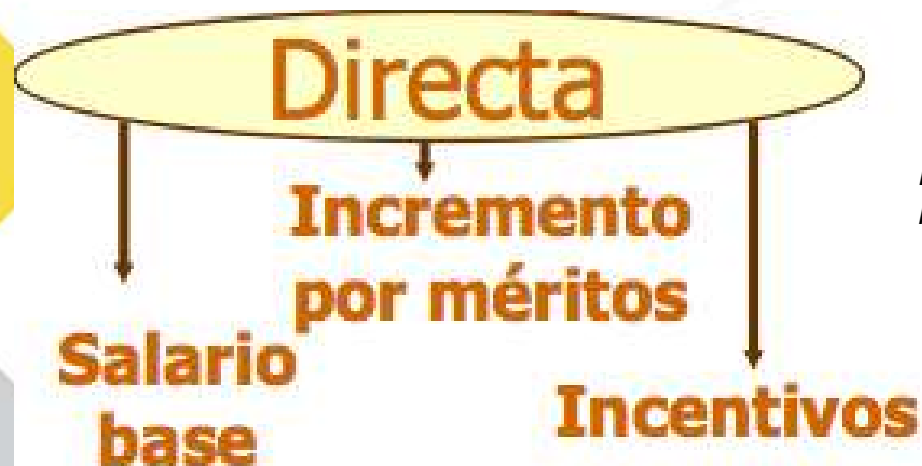 Directa
Incremento
por méritos
Salario
base
Incentivos